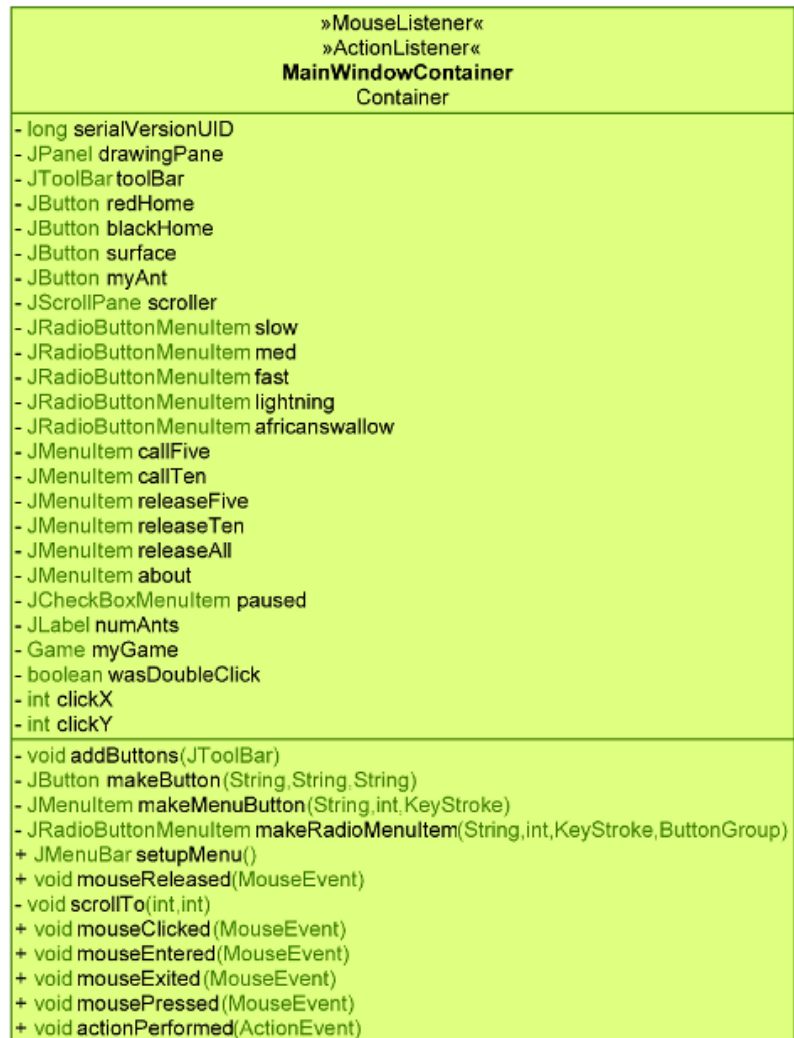 »MouseListener«
»ActionListener«
MainWindowContainer
Container
- long serialVersionUID
- JPanel drawingPane
- JToolBar toolBar
- JButton redHome
- JButton blackHome
- JButton surface
- JButton myAnt
- JScrollPane scroller
- JRadioButtonMenuItem slow
- JRadioButtonMenuItem med
- JRadioButtonMenuItem fast
- JRadioButtonMenuItem lightning
- JRadioButtonMenuItem africanswallow
- JMenuItem callFive
- JMenuItem callTen
- JMenuItem releaseFive
- JMenuItem releaseTen
- JMenuItem releaseAll
- JMenuItem about
- JCheckBoxMenuItem paused
- JLabel numAnts
- Game myGame
- boolean wasDoubleClick
- int clickX
- int clickY
- void addButtons(JToolBar)
- JButton makeButton(String,String,String)
- JMenuItem makeMenuButton(String,int,KeyStroke)
- JRadioButtonMenuItem makeRadioMenuItem(String,int,KeyStroke,ButtonGroup)
+ JMenuBar setupMenu()
+ void mouseReleased(MouseEvent)
- void scrollTo(int,int)
+ void mouseClicked(MouseEvent)
+ void mouseEntered(MouseEvent)
+ void mouseExited(MouseEvent)
+ void mousePressed(MouseEvent)
+ void actionPerformed(ActionEvent)